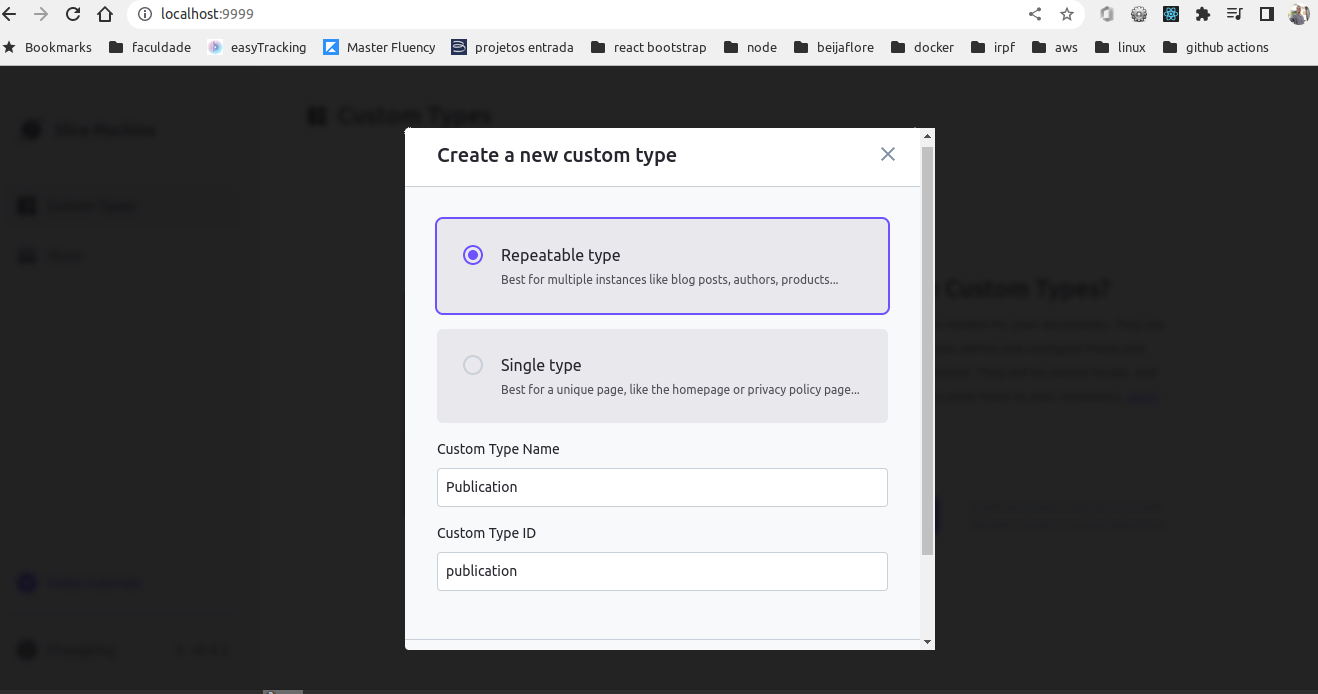 localhost:9999
Bookmarks faculdade easyTracking Master Fluency projetos entrada react bootstrap node beijaflore docker irpf aws linux github actions
Custom Types
Create a new custom type
Repeatable type
Best for multiple instances like blog posts, authors, products...
Single type
Best for a unique page, like the homepage or privacy policy page...
Custom Types?
Custom Type Name
Publication
Custom Type ID
publication